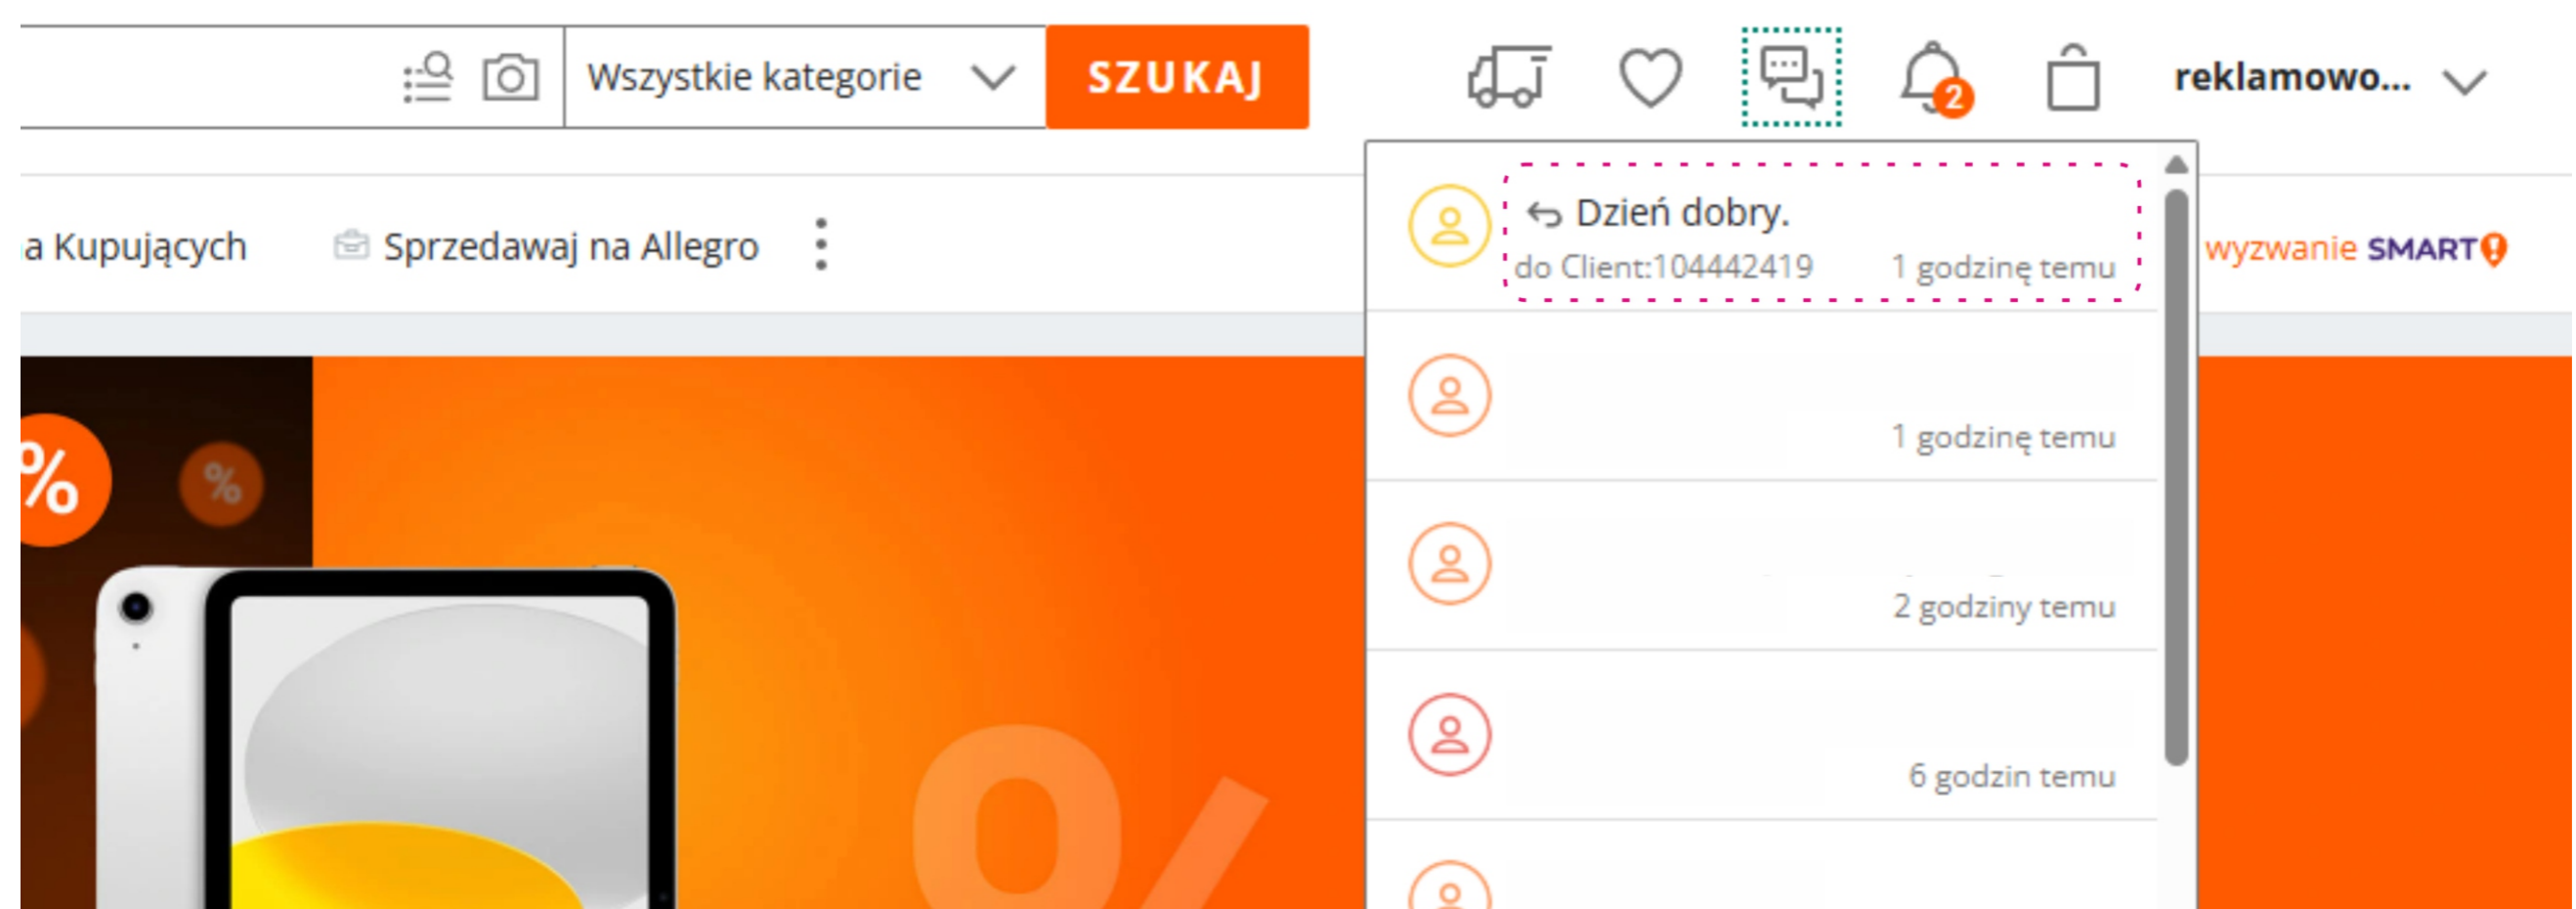 Wszystkie kategorie
SZUKAJ
2
reklamowo...
a Kupujących
Sprzedawaj na Allegro
wyzwanie SMART!
Dzień dobry.
do Client:104442419
1 godzinę temu
1 godzinę temu
2 godziny temu
6 godzin temu
%
%
%